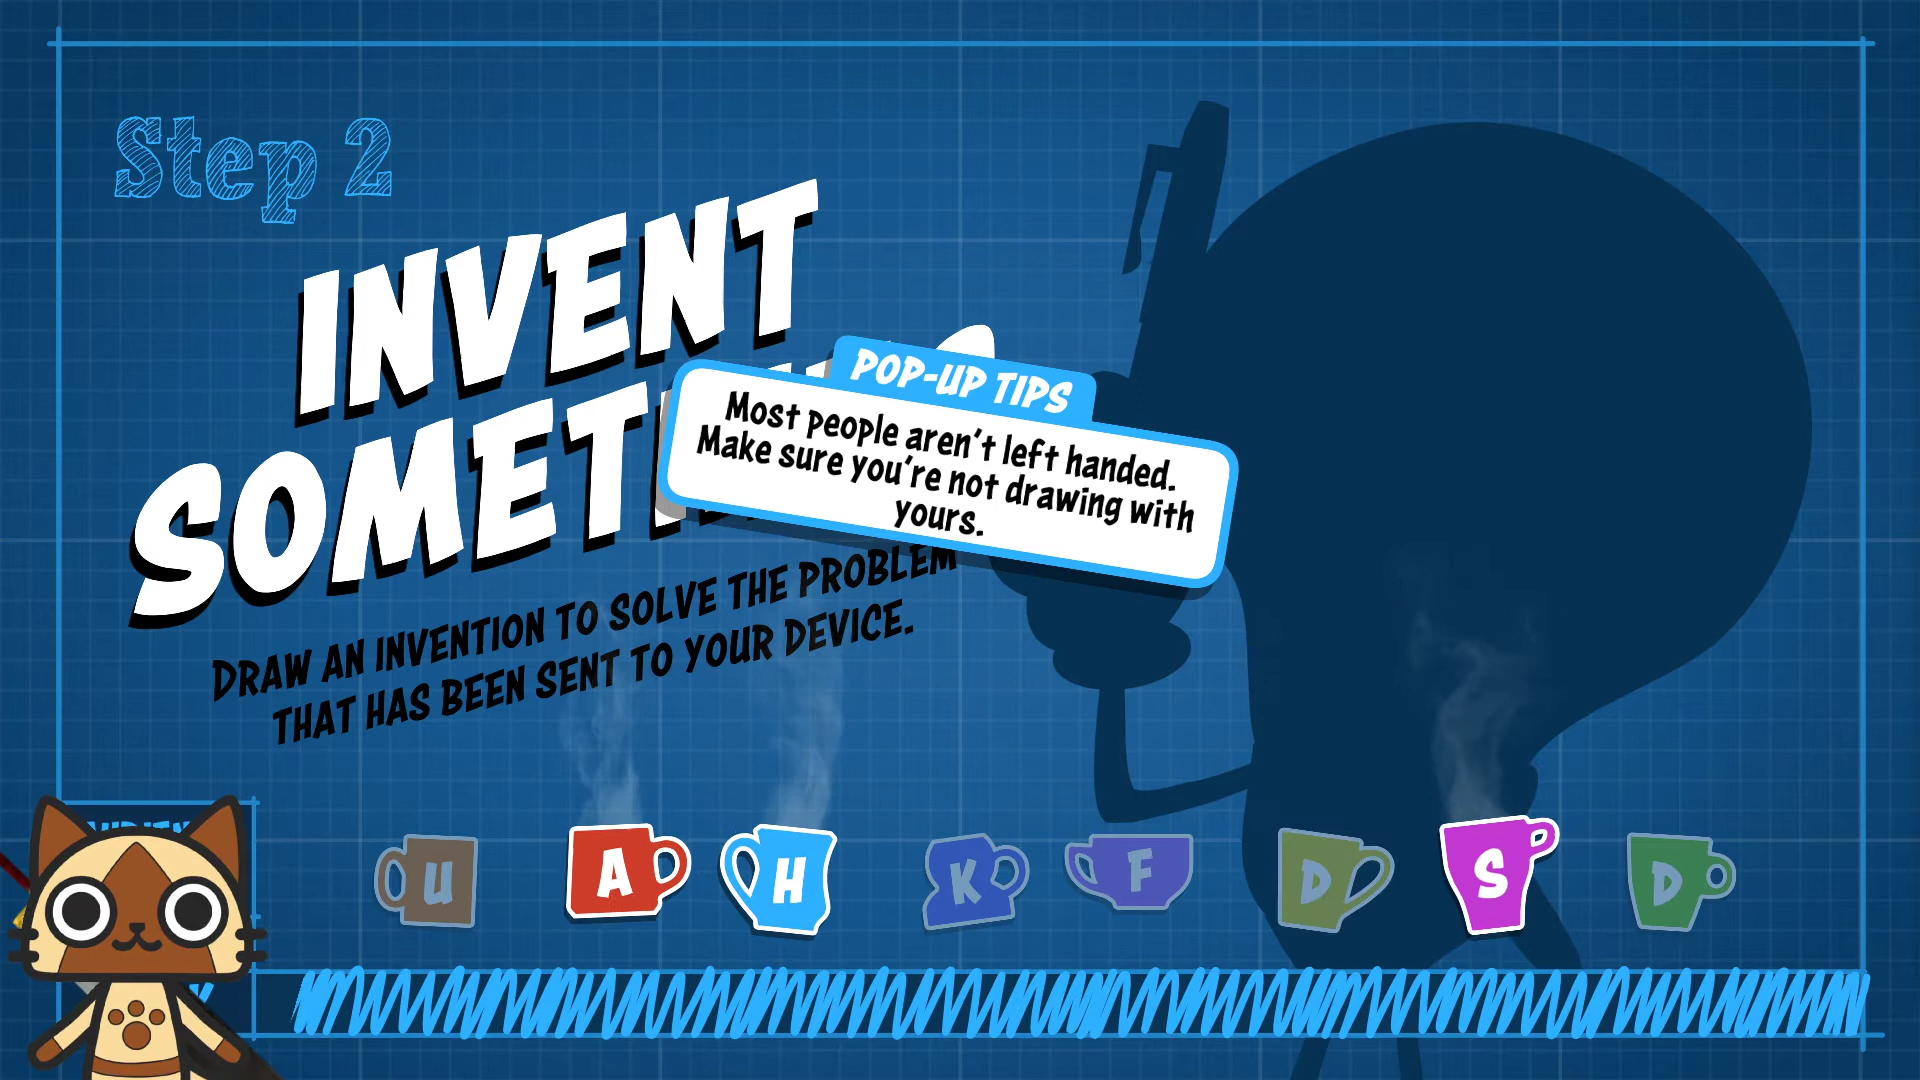 Step 2
INVENT
POP-UP TIPS
Most people aren't left handed.
Make sure you're not drawing with
yours.
DRAW AN INVENTION TO SOLVE THE PROBLEM
THAT HAS BEEN SENT TO YOUR DEVICE.
U A H K F D S D